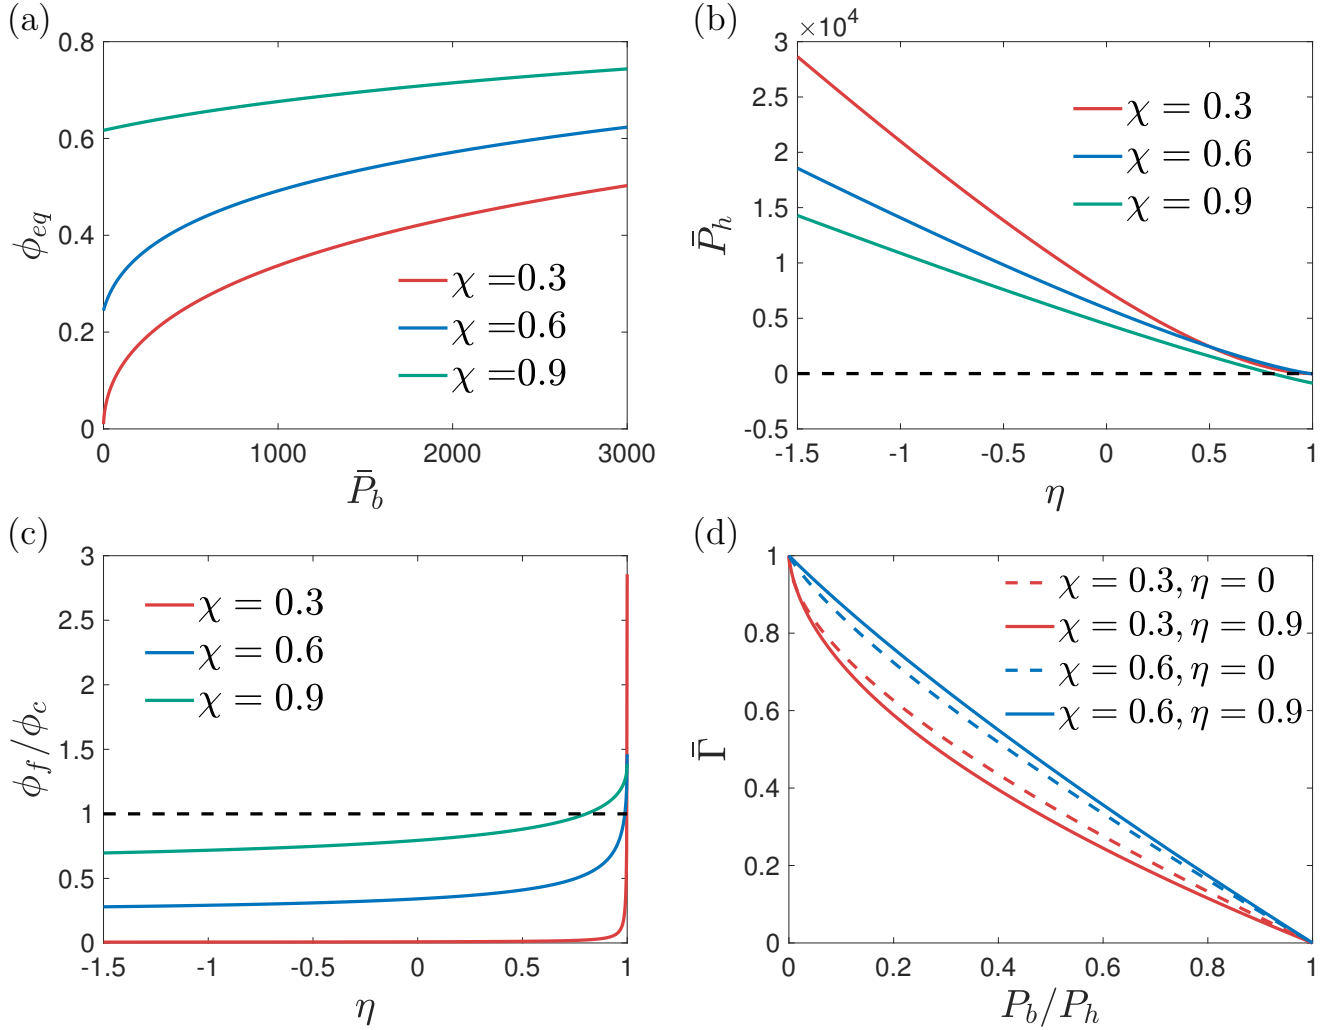 (a)
0.8
0.6
0.4
0.2
0
0 1000 2000 3000
ϕ_eq
P̄_b
χ =0.3
χ =0.6
χ =0.9
(b)
×10⁴
3
2.5
2
1.5
1
0.5
0
-0.5
-1.5 -1 -0.5 0 0.5 1
P̄_h
η
χ = 0.3
χ = 0.6
χ = 0.9
(c)
3
2.5
2
1.5
1
0.5
0
-1.5 -1 -0.5 0 0.5 1
ϕ_f/ϕ_c
η
χ = 0.3
χ = 0.6
χ = 0.9
(d)
1
0.8
0.6
0.4
0.2
0
0 0.2 0.4 0.6 0.8 1
Γ̄
P_b/P_h
χ = 0.3, η = 0
χ = 0.3, η = 0.9
χ = 0.6, η = 0
χ = 0.6, η = 0.9